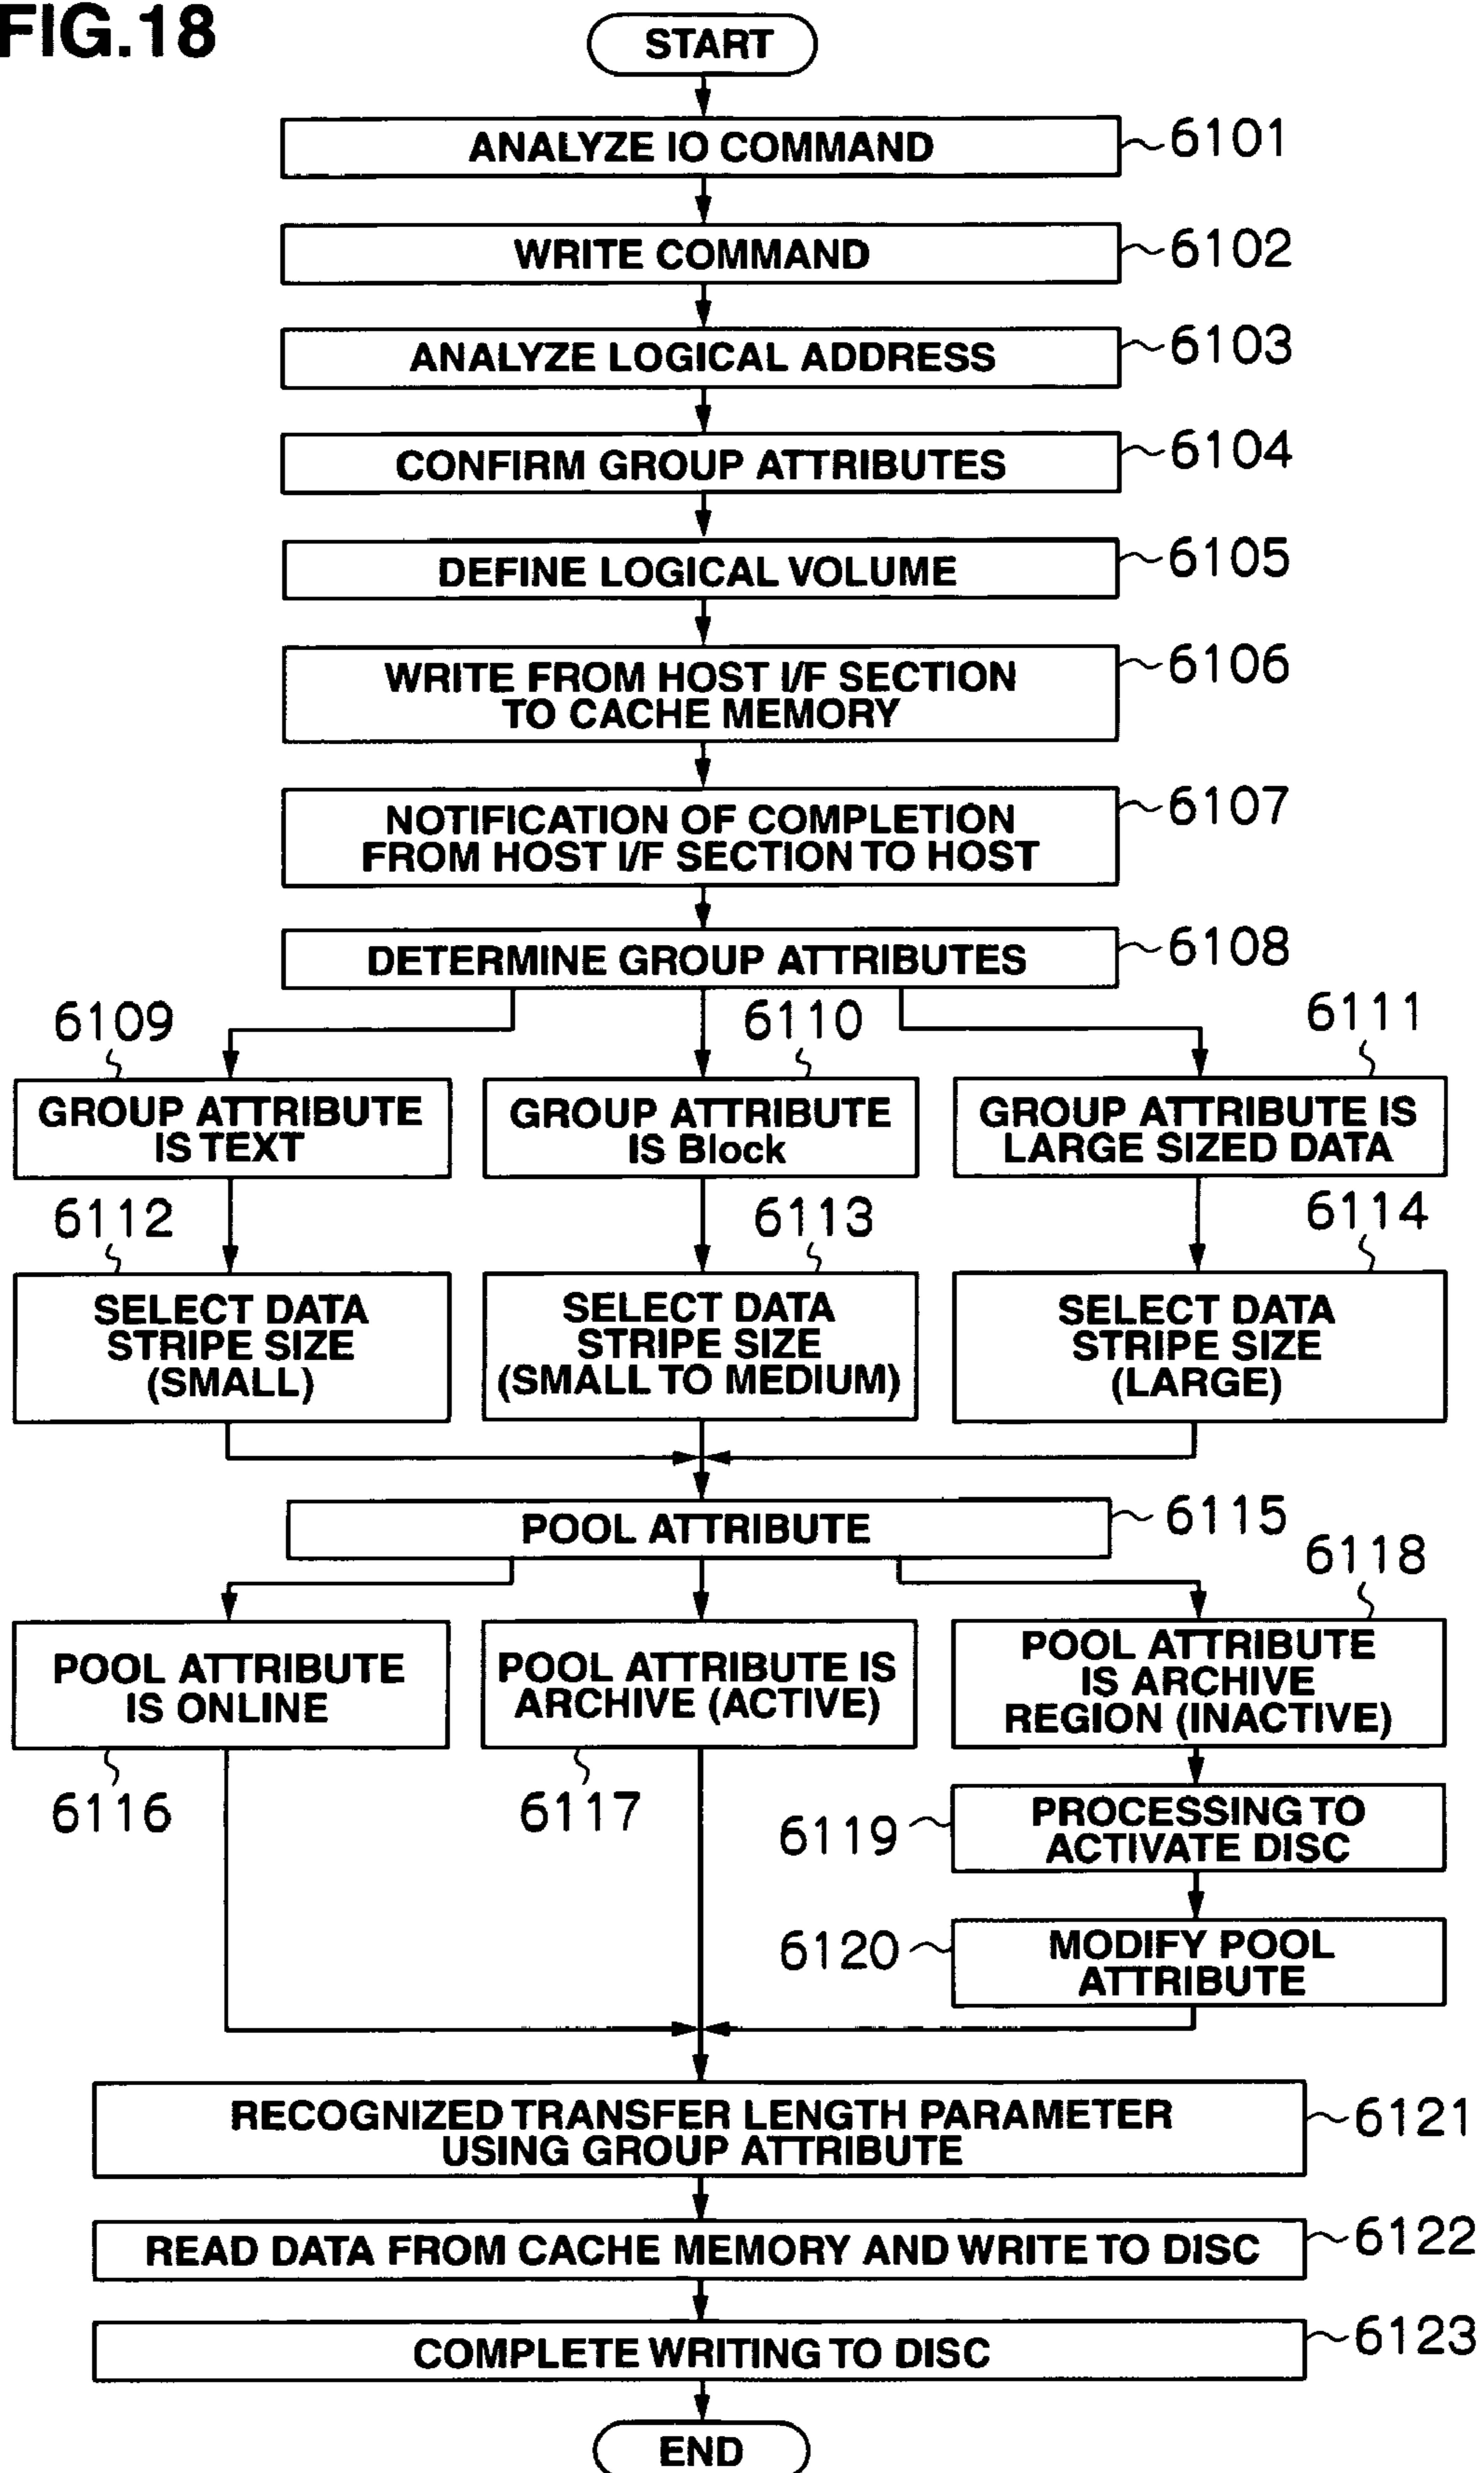 FIG.18
START
ANALYZE IO COMMAND
6101
WRITE COMMAND
6102
ANALYZE LOGICAL ADDRESS
6103
CONFIRM GROUP ATTRIBUTES
6104
DEFINE LOGICAL VOLUME
6105
WRITE FROM HOST I/F SECTION
TO CACHE MEMORY
6106
NOTIFICATION OF COMPLETION
FROM HOST I/F SECTION TO HOST
6107
DETERMINE GROUP ATTRIBUTES
6108
6109
GROUP ATTRIBUTE
IS TEXT
6110
GROUP ATTRIBUTE
IS Block
6111
GROUP ATTRIBUTE IS
LARGE SIZED DATA
6112
SELECT DATA
STRIPE SIZE
(SMALL)
6113
SELECT DATA
STRIPE SIZE
(SMALL TO MEDIUM)
6114
SELECT DATA
STRIPE SIZE
(LARGE)
POOL ATTRIBUTE
6115
POOL ATTRIBUTE
IS ONLINE
6116
POOL ATTRIBUTE IS
ARCHIVE (ACTIVE)
6117
6118
POOL ATTRIBUTE
IS ARCHIVE
REGION (INACTIVE)
6119
PROCESSING TO
ACTIVATE DISC
6120
MODIFY POOL
ATTRIBUTE
RECOGNIZED TRANSFER LENGTH PARAMETER
USING GROUP ATTRIBUTE
6121
READ DATA FROM CACHE MEMORY AND WRITE TO DISC
6122
COMPLETE WRITING TO DISC
6123
END